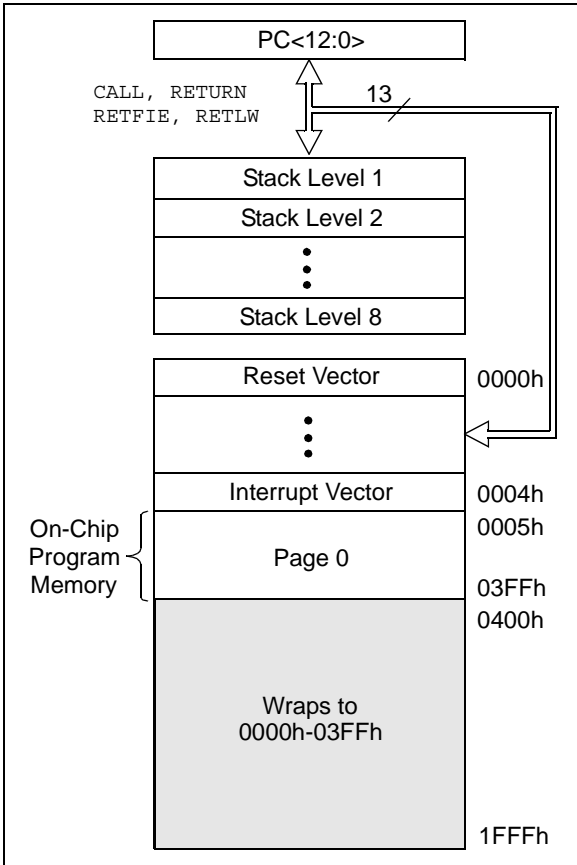 PC<12:0>
CALL, RETURN
RETFIE, RETLW
13
Stack Level 1
Stack Level 2
Stack Level 8
Reset Vector
0000h
Interrupt Vector
0004h
On-Chip
Program
Memory
Page 0
0005h
03FFh
0400h
Wraps to
0000h-03FFh
1FFFh